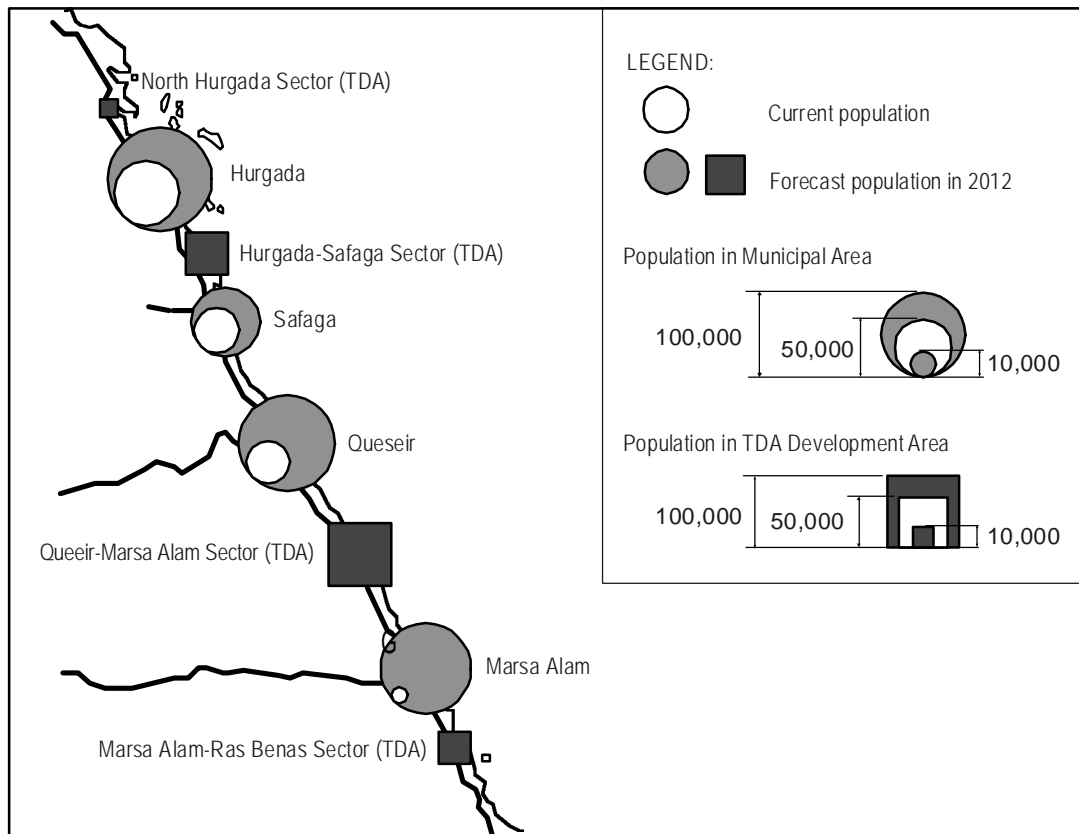 North Hurgada Sector (TDA)
Hurgada
Hurgada-Safaga Sector (TDA)
Safaga
Queseir
Queeir-Marsa Alam Sector (TDA)
Marsa Alam
Marsa Alam-Ras Benas Sector (TDA)
LEGEND:
Current population
Forecast population in 2012
Population in Municipal Area
100,000
50,000
10,000
Population in TDA Development Area
100,000
50,000
10,000